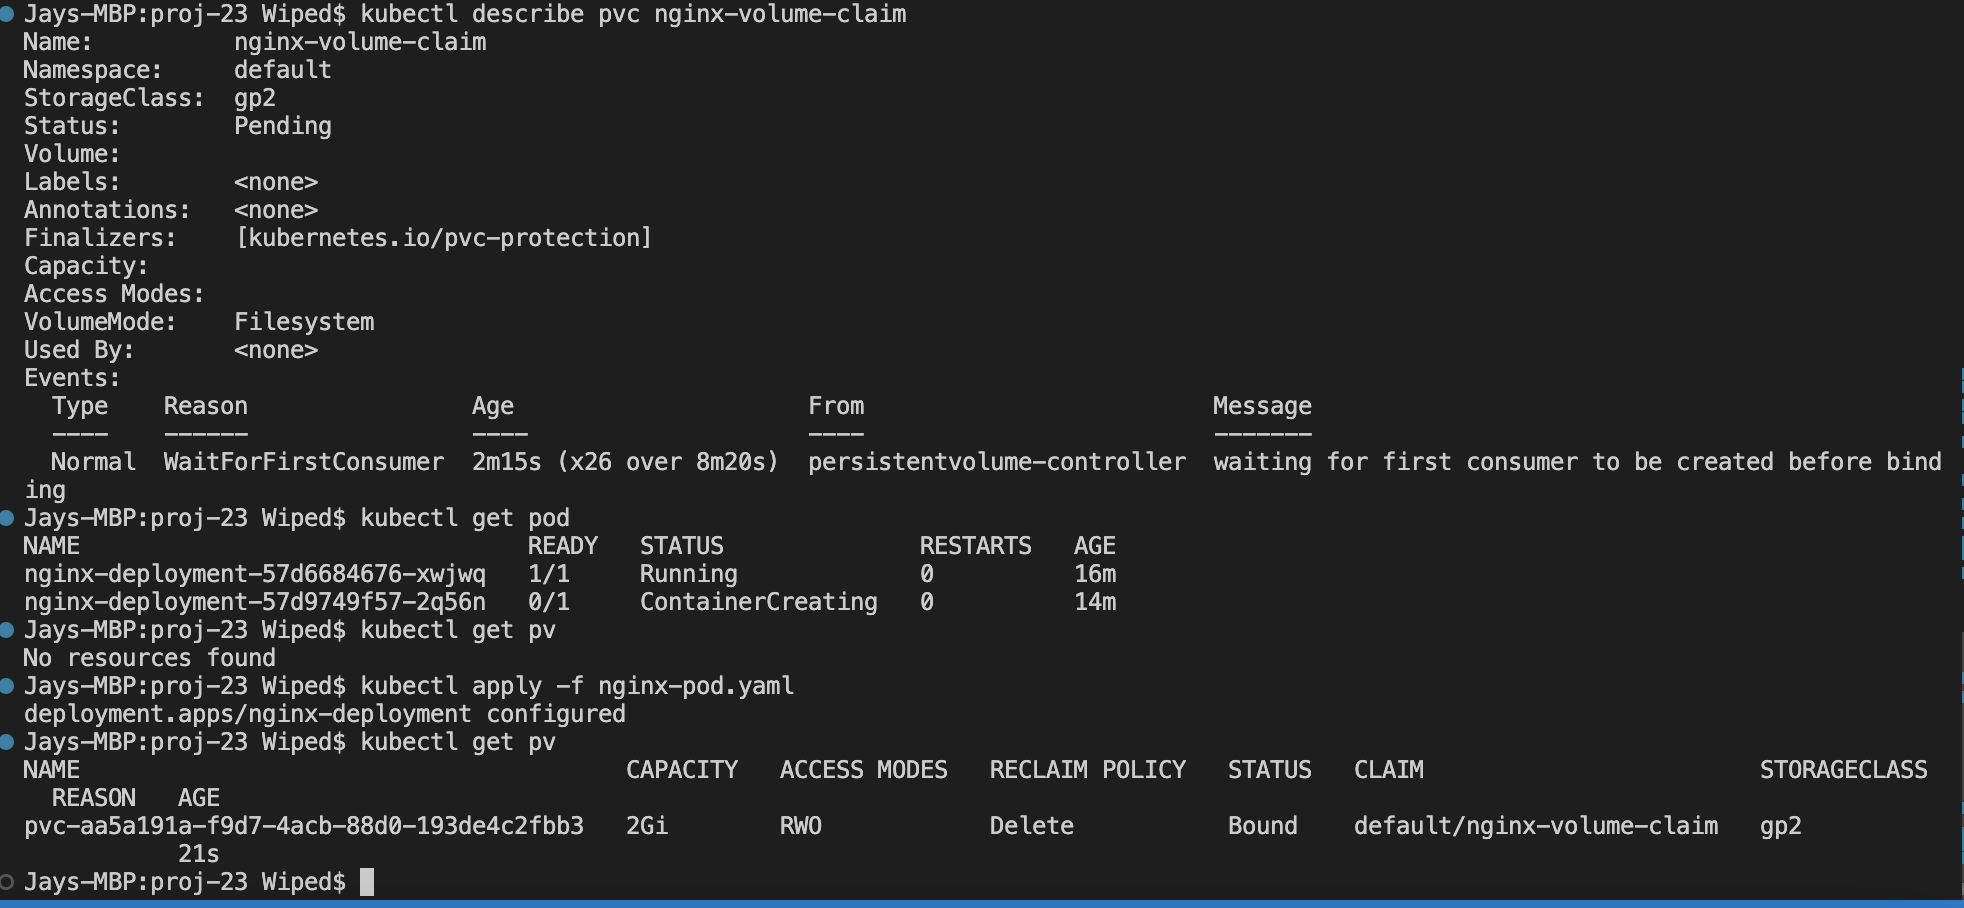 Jays-MBP:proj-23 Wiped$ kubectl describe pvc nginx-volume-claim
Name:          nginx-volume-claim
Namespace:     default
StorageClass:  gp2
Status:        Pending
Volume:
Labels:        <none>
Annotations:   <none>
Finalizers:    [kubernetes.io/pvc-protection]
Capacity:
Access Modes:
VolumeMode:    Filesystem
Used By:       <none>
Events:
  Type    Reason                Age                     From                         Message
  ----    ------                ----                    ----                         -------
  Normal  WaitForFirstConsumer  2m15s (x26 over 8m20s)  persistentvolume-controller  waiting for first consumer to be created before bind
ing
Jays-MBP:proj-23 Wiped$ kubectl get pod
NAME                                READY   STATUS              RESTARTS   AGE
nginx-deployment-57d6684676-xwjwq   1/1     Running             0          16m
nginx-deployment-57d9749f57-2q56n   0/1     ContainerCreating   0          14m
Jays-MBP:proj-23 Wiped$ kubectl get pv
No resources found
Jays-MBP:proj-23 Wiped$ kubectl apply -f nginx-pod.yaml
deployment.apps/nginx-deployment configured
Jays-MBP:proj-23 Wiped$ kubectl get pv
NAME                                       CAPACITY   ACCESS MODES   RECLAIM POLICY   STATUS   CLAIM                        STORAGECLASS
  REASON   AGE
pvc-aa5a191a-f9d7-4acb-88d0-193de4c2fbb3   2Gi        RWO            Delete           Bound    default/nginx-volume-claim   gp2
           21s
Jays-MBP:proj-23 Wiped$